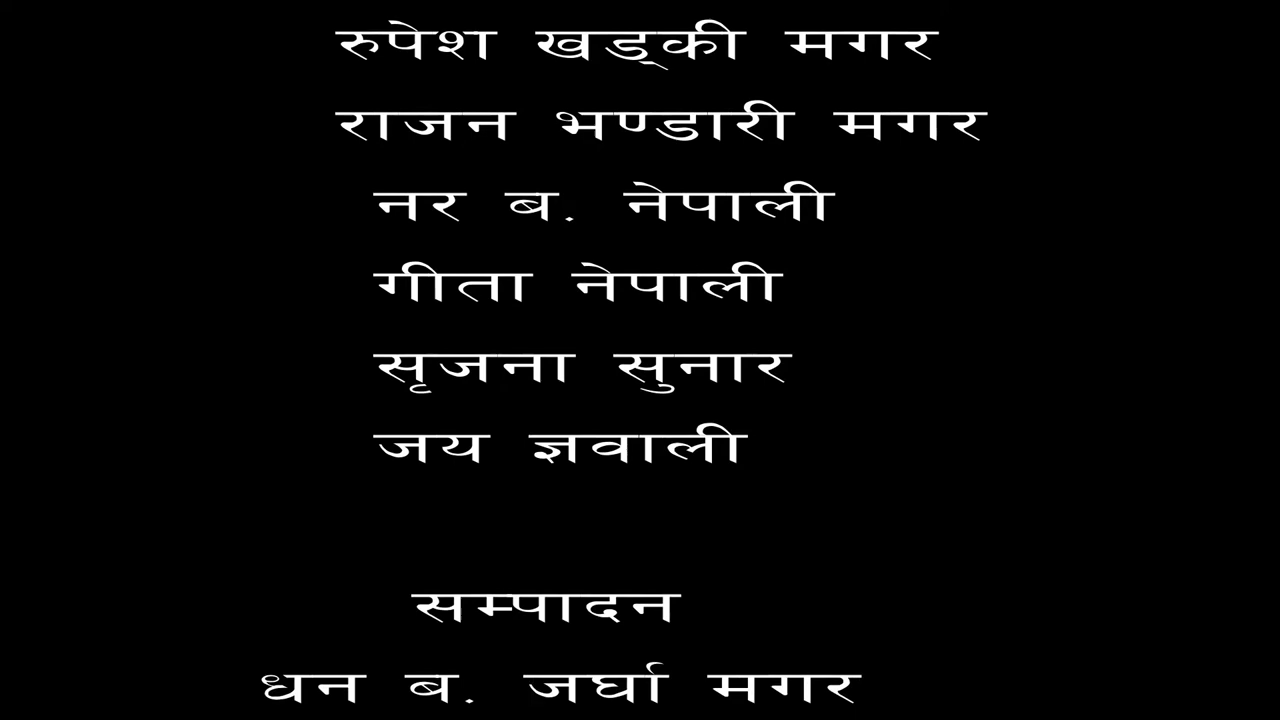 रुपेश खड्की मगर
राजन भण्डारी मगर
नर ब. नेपाली
गीता नेपाली
सृजना सुनार
जय ज्ञवाली
सम्पादन
धन ब. जर्घा मगर